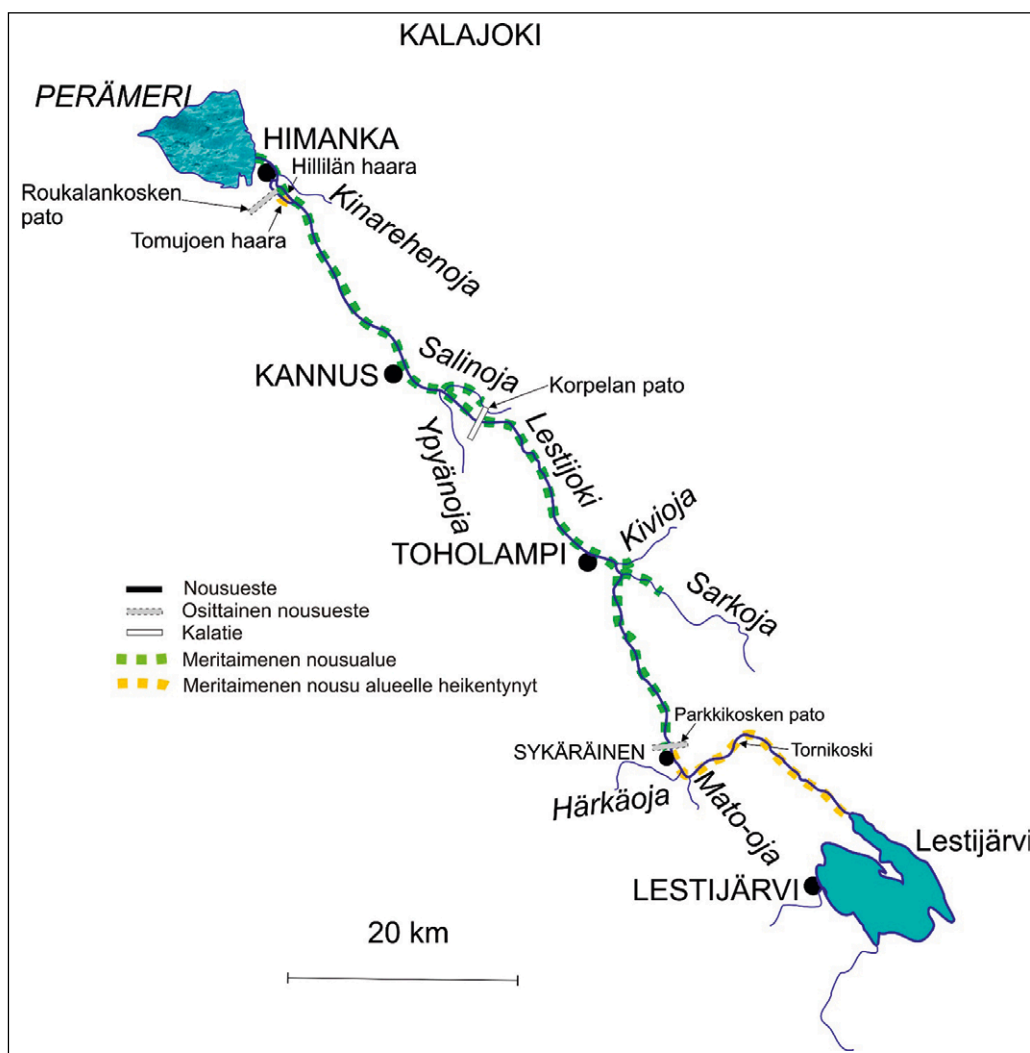 KALAJOKI
PERÄMERI
HIMANKA
Hillilän haara
Roukalankosken
pato
Tomujoen haara
Kinarehenoja
Salinoja
KANNUS
Korpelan pato
Ypyänoja
Lestijoki
Kivioja
TOHOLAMPI
Sarkoja
Nousueste
Osittainen nousueste
Kalatie
Meritaimenen nousualue
Meritaimenen nousu alueelle heikentynyt
Parkkikosken pato
SYKÄRÄINEN
Tornikoski
Härkäoja
Mato-oja
Lestijärvi
LESTIJÄRVI
20 km